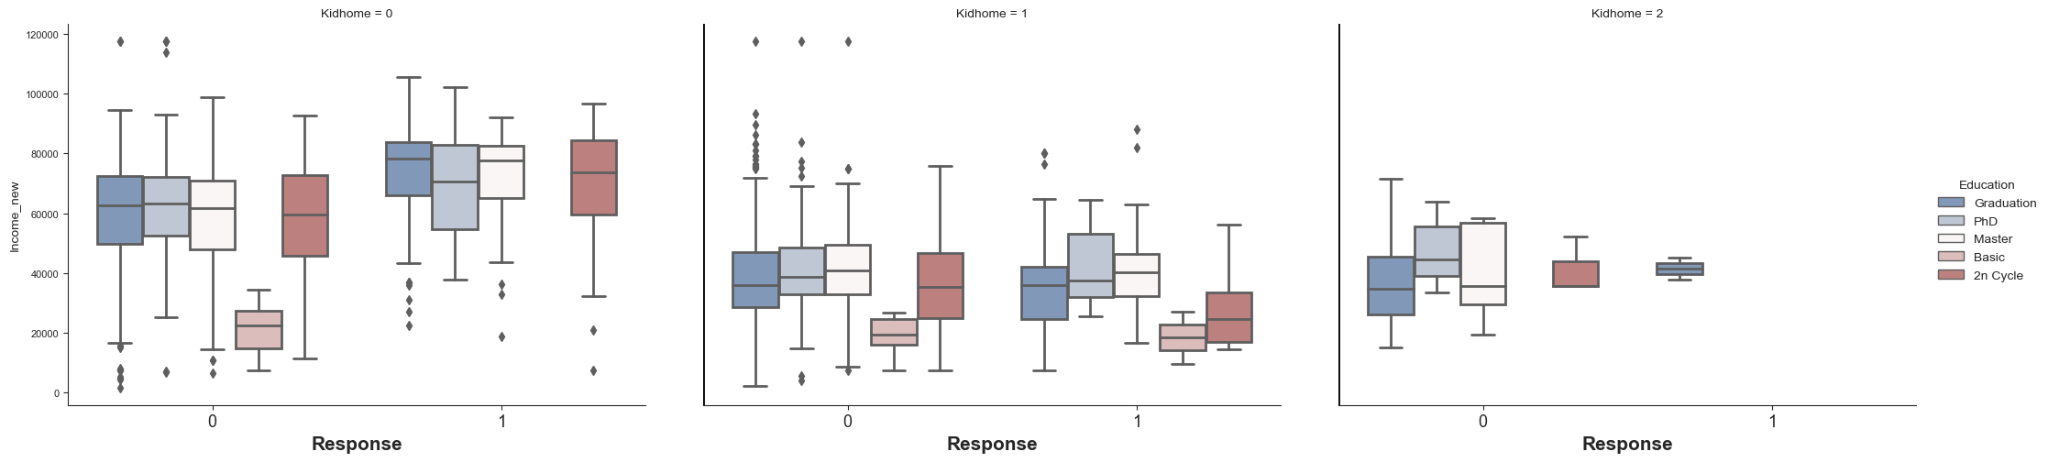 Kidhome = 0
Kidhome = 1
Kidhome = 2
Income_new
120000
100000
80000
60000
40000
20000
0
0
1
Response
0
1
Response
0
1
Response
Education
Graduation
PhD
Master
Basic
2n Cycle